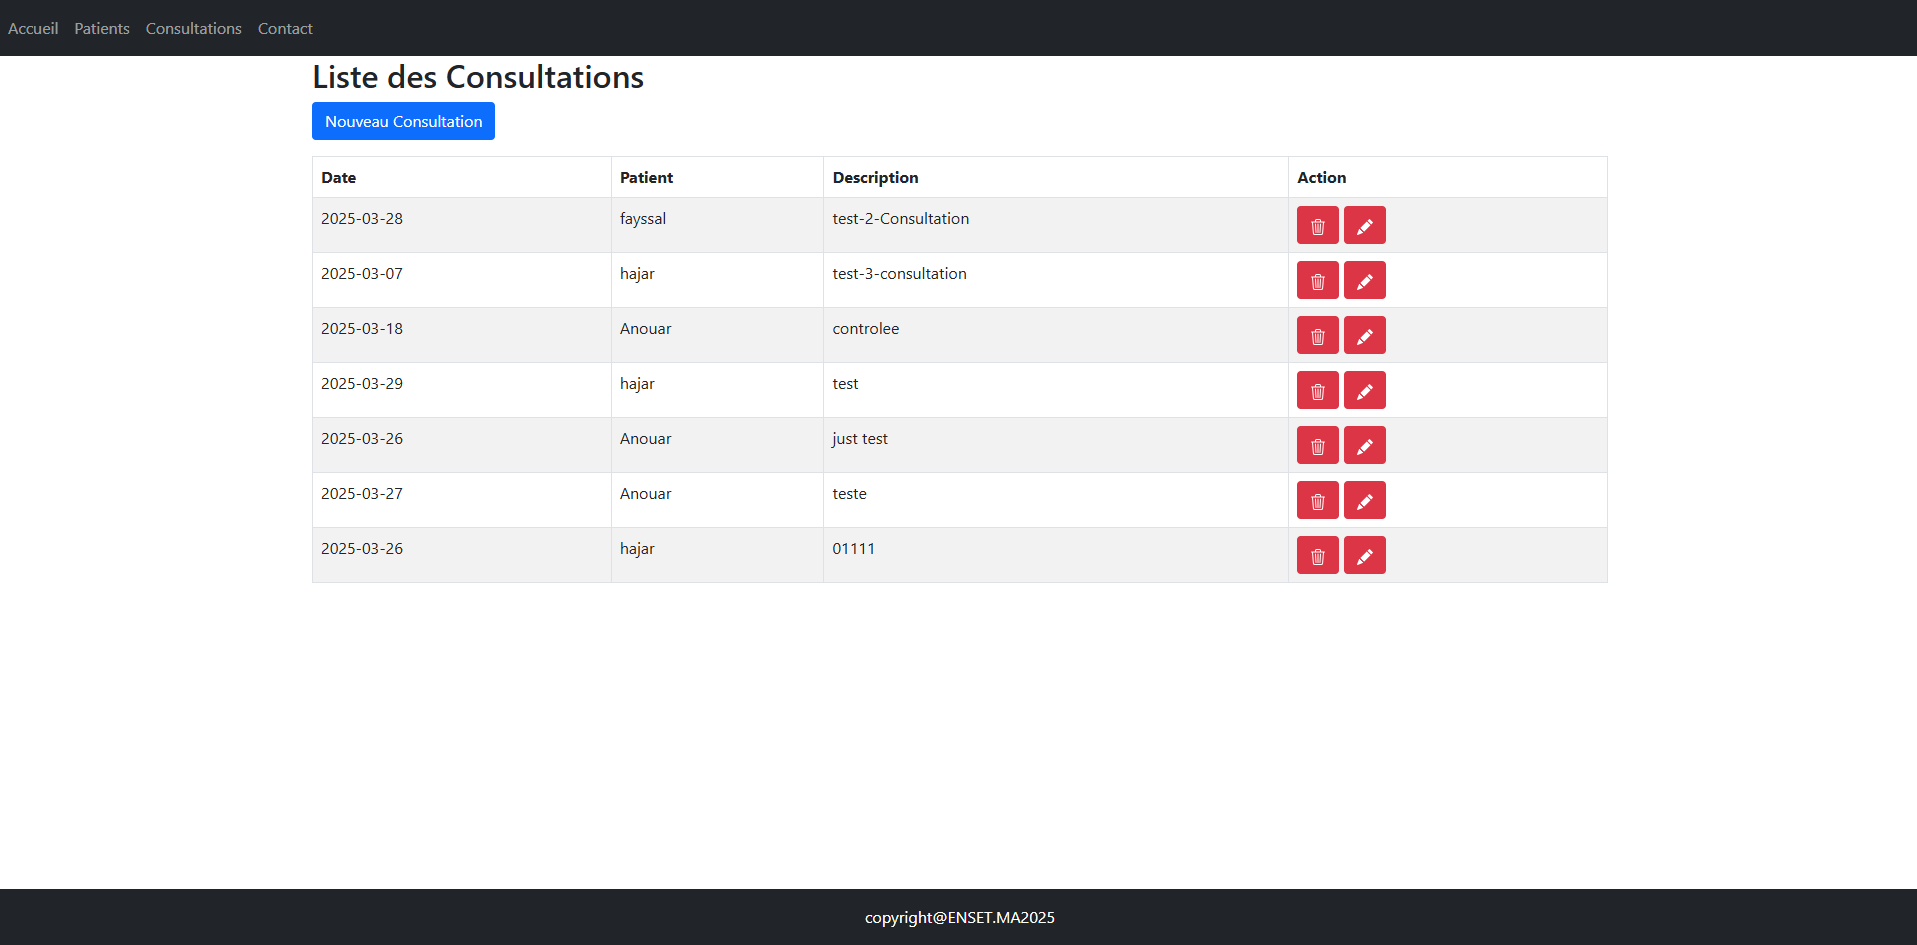 Accueil Patients Consultations Contact
Liste des Consultations
Nouveau Consultation
Date Patient Description Action
2025-03-28 fayssal test-2-Consultation
2025-03-07 hajar test-3-consultation
2025-03-18 Anouar controlee
2025-03-29 hajar test
2025-03-26 Anouar just test
2025-03-27 Anouar teste
2025-03-26 hajar 01111
copyright@ENSET.MA2025